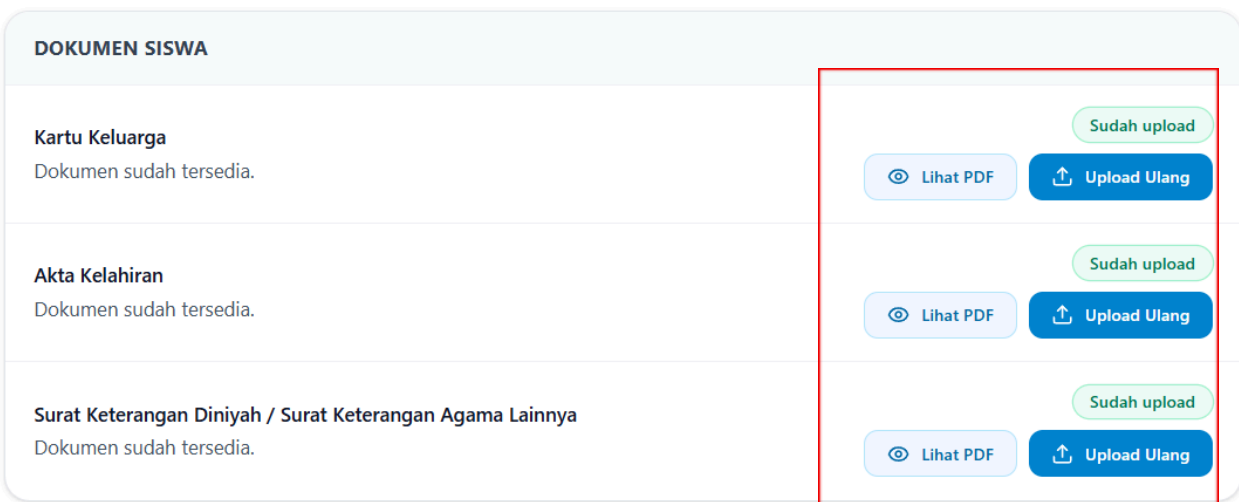 DOKUMEN SISWA
Kartu Keluarga
Dokumen sudah tersedia.
Sudah upload
Lihat PDF
Upload Ulang
Akta Kelahiran
Dokumen sudah tersedia.
Sudah upload
Lihat PDF
Upload Ulang
Surat Keterangan Diniyah / Surat Keterangan Agama Lainnya
Dokumen sudah tersedia.
Sudah upload
Lihat PDF
Upload Ulang